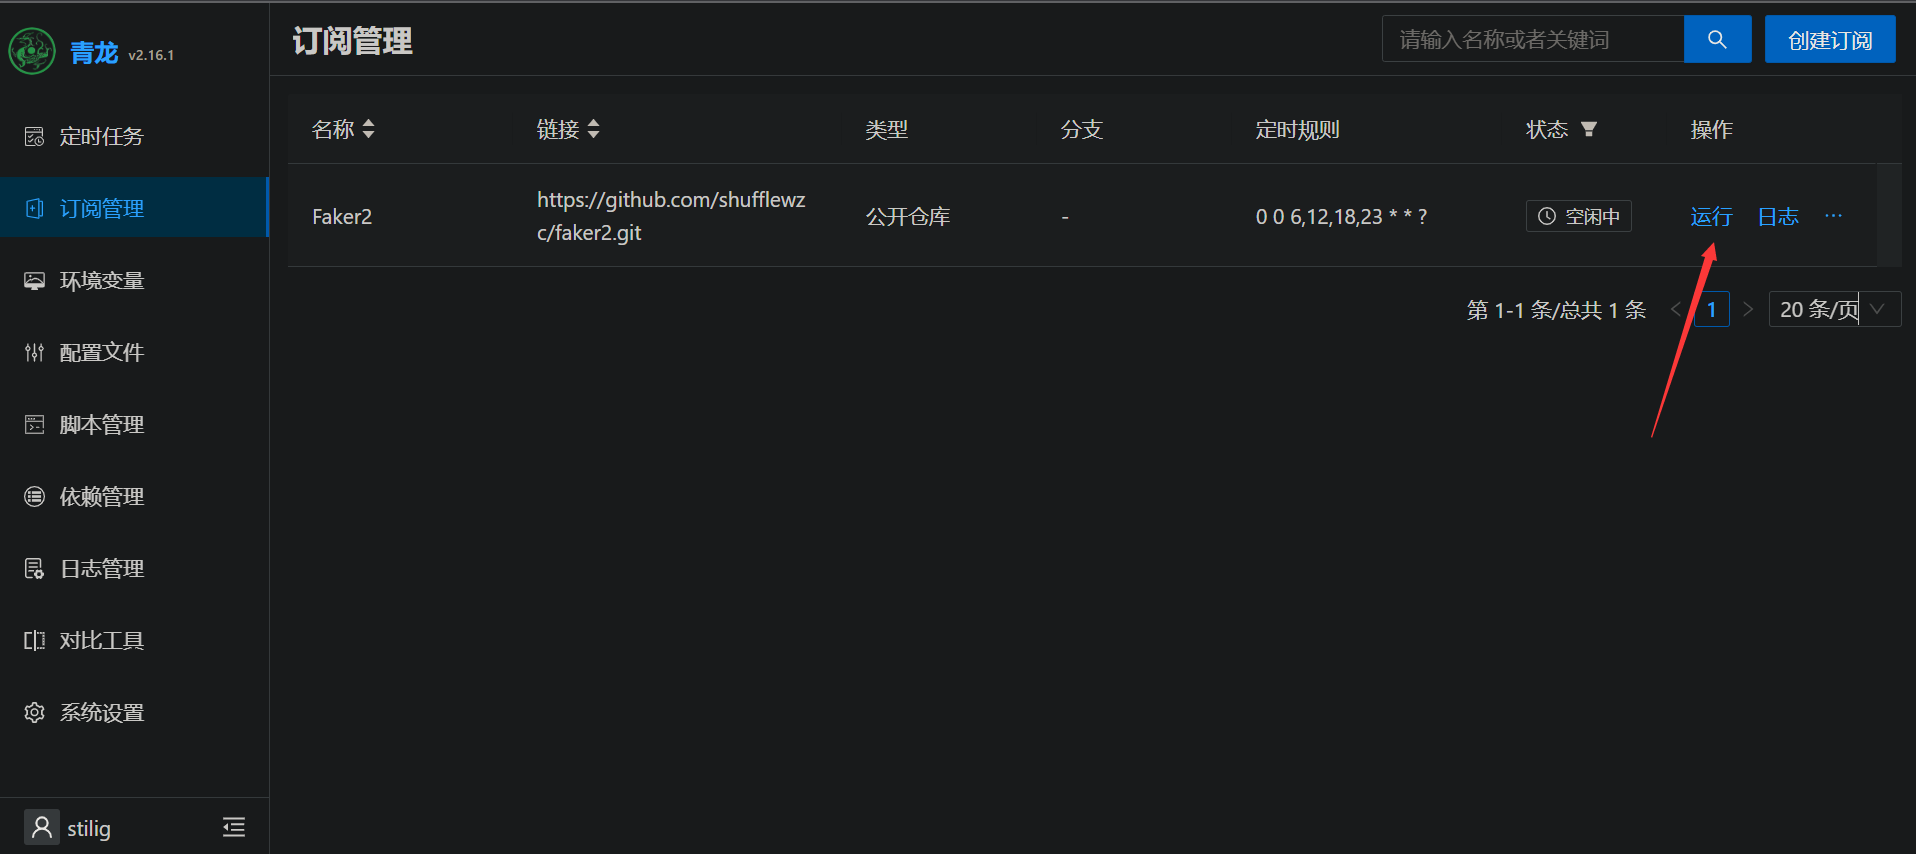 青龙 v2.16.1
定时任务
订阅管理
环境变量
配置文件
脚本管理
依赖管理
日志管理
对比工具
系统设置
stilig
订阅管理
请输入名称或者关键词
创建订阅
名称 链接 类型 分支 定时规则 状态 操作
Faker2 https://github.com/shufflewz 公开仓库 - 0 0 6,12,18,23 * * ? 空闲中 运行 日志 ···
c/faker2.git
第 1-1 条/总共 1 条 < 1 > 20 条/页